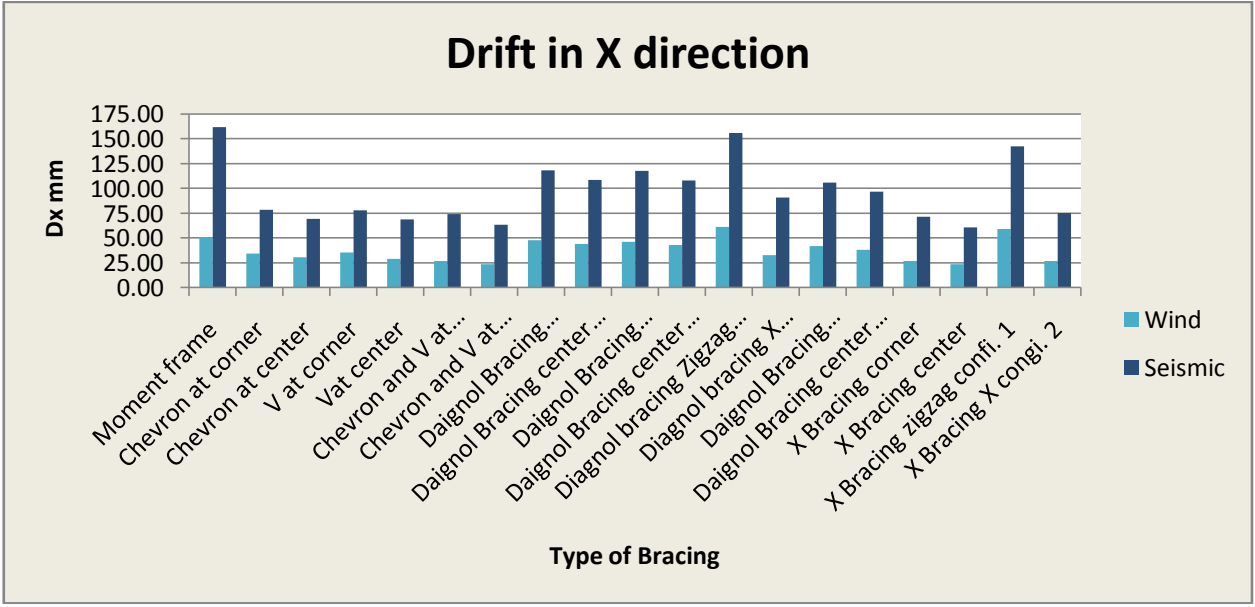 Drift in X direction
175.00
150.00
125.00
100.00
75.00
50.00
25.00
0.00
Dx mm
Moment frame
Chevron at corner
Chevron at center
V at corner
Vat center
Chevron and V at...
Chevron and V at...
Daignol Bracing...
Daignol Bracing center...
Daignol Bracing...
Daignol Bracing center...
Diagnol bracing Zigzag...
Diagnol bracing X...
Daignol Bracing...
Daignol Bracing center...
X Bracing corner
X Bracing center
X Bracing zigzag confi. 1
X Bracing X congi. 2
Wind
Seismic
Type of Bracing